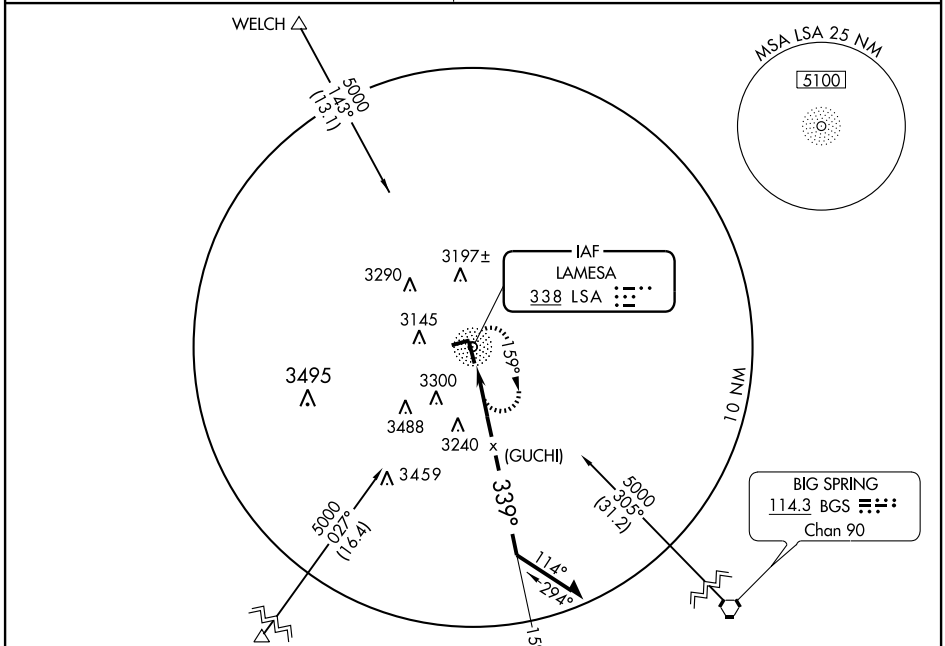 WELCH
MSA LSA 25 NM
5100
5000
143°
(13.1)
IAF
LAMESA
338 LSA
3197±
3290
3145
159°
3495
3300
3488
3240
(GUCHI)
10 NM
3459
339°
5000
305°
(31.2)
BIG SPRING
114.3 BGS
Chan 90
5000
027°
(16.4)
114°
294°